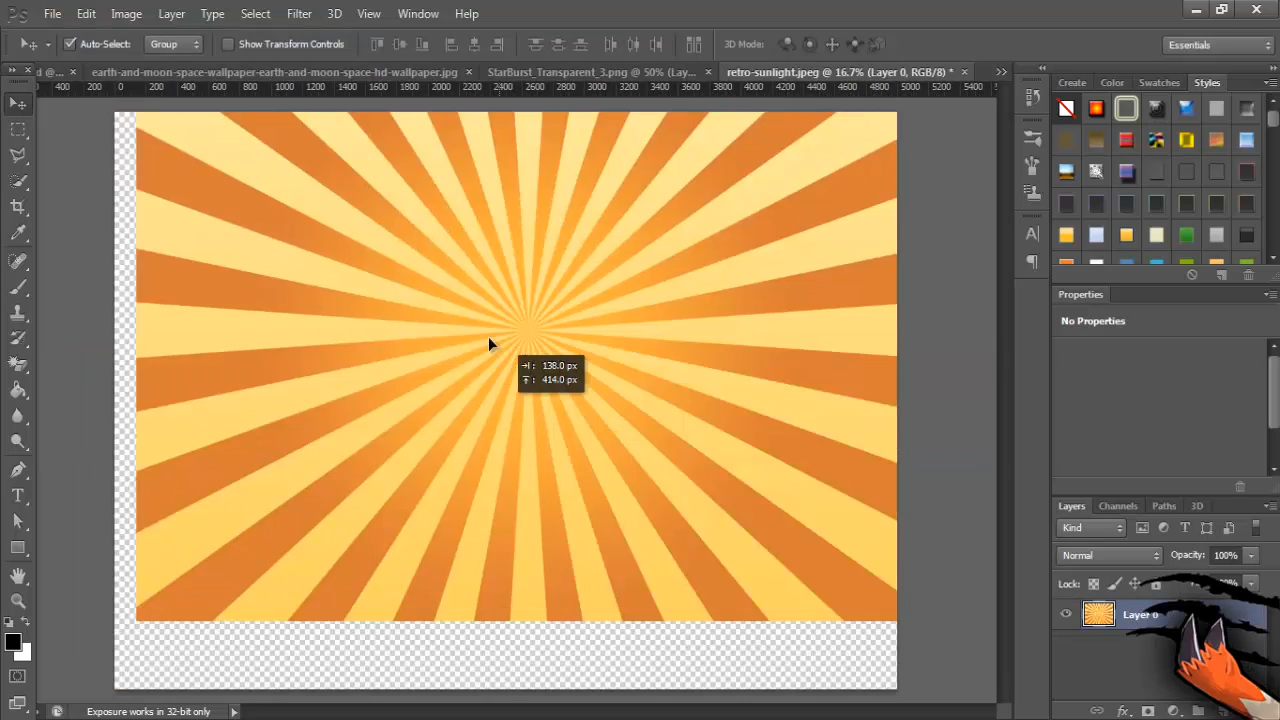 Ps File Edit Image Layer Type Select Filter 3D View Window Help
Auto-Select: Group Show Transform Controls 3D Mode: Essentials
d @... × earth-and-moon-space-wallpaper-earth-and-moon-space-hd-wallpaper.jpg × StarBurst_Transparent_3.png @ 50% (Lay... × retro-sunlight.jpeg @ 16.7% (Layer 0, RGB/8) * ×
400 200 0 200 400 600 800 1000 1200 1400 1600 1800 2000 2200 2400 2600 2800 3000 3200 3400 3600 3800 4000 4200 4400 4600 4800 5000 5200 5400
Create Color Swatches Styles
138.0 px
414.0 px
Properties
No Properties
Layers Channels Paths 3D
Kind
Normal Opacity: 100%
Lock:
Layer 0
Exposure works in 32-bit only